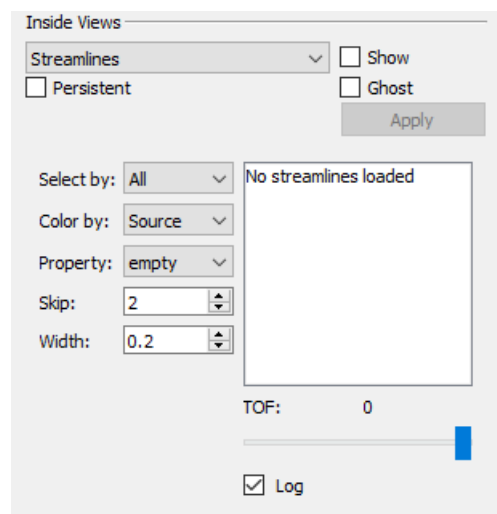 Inside Views
Streamlines
Show
Persistent
Ghost
Apply
Select by: All
No streamlines loaded
Color by: Source
Property: empty
Skip: 2
Width: 0.2
TOF: 0
Log